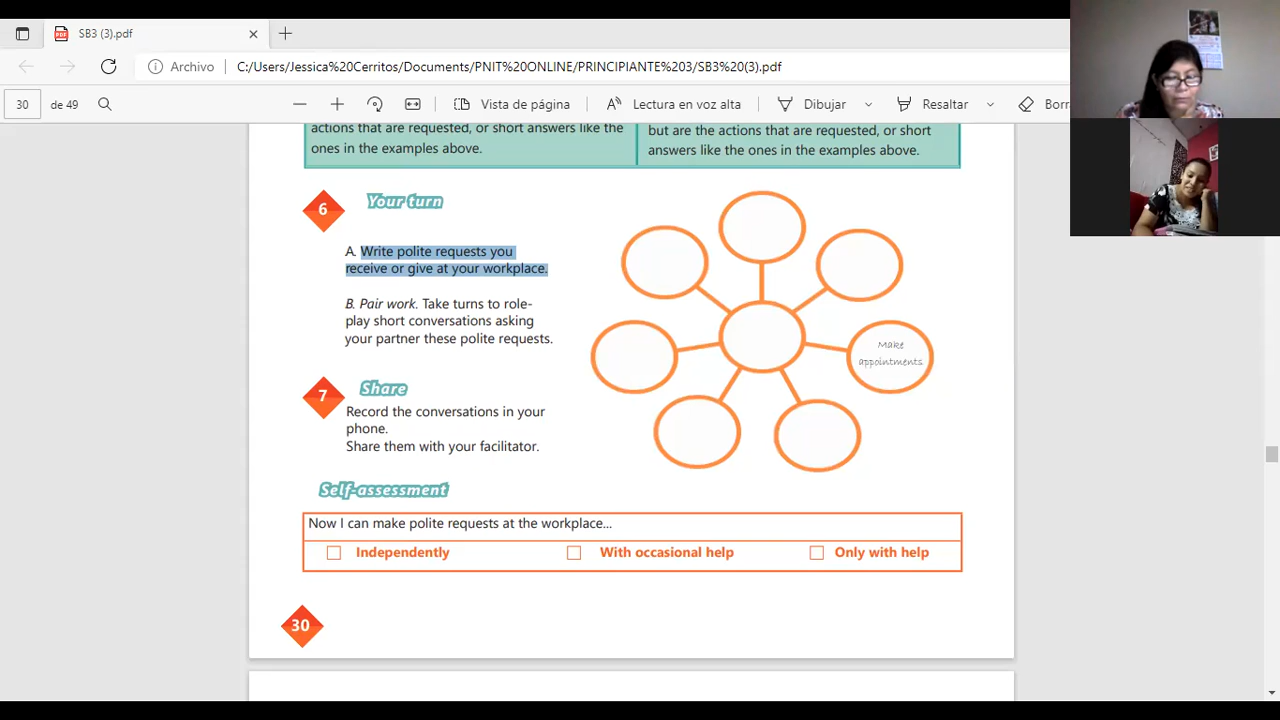 SB3 (3).pdf
Archivo
C:/Users/Jessica%20Cerritos/Documents/PNIT%20ONLINE/PRINCIPIANTE%203/SB3%20(3).pdf
30
de 49
Vista de página
Lectura en voz alta
Dibujar
Resaltar
Borr
actions that are requested, or short answers like the
ones in the examples above.
but are the actions that are requested, or short
answers like the ones in the examples above.
6
Your turn
A. Write polite requests you
receive or give at your workplace.
B. Pair work. Take turns to role-
play short conversations asking
your partner these polite requests.
Make
appointments
7
Share
Record the conversations in your
phone.
Share them with your facilitator.
Self-assessment
Now I can make polite requests at the workplace...
Independently
With occasional help
Only with help
30